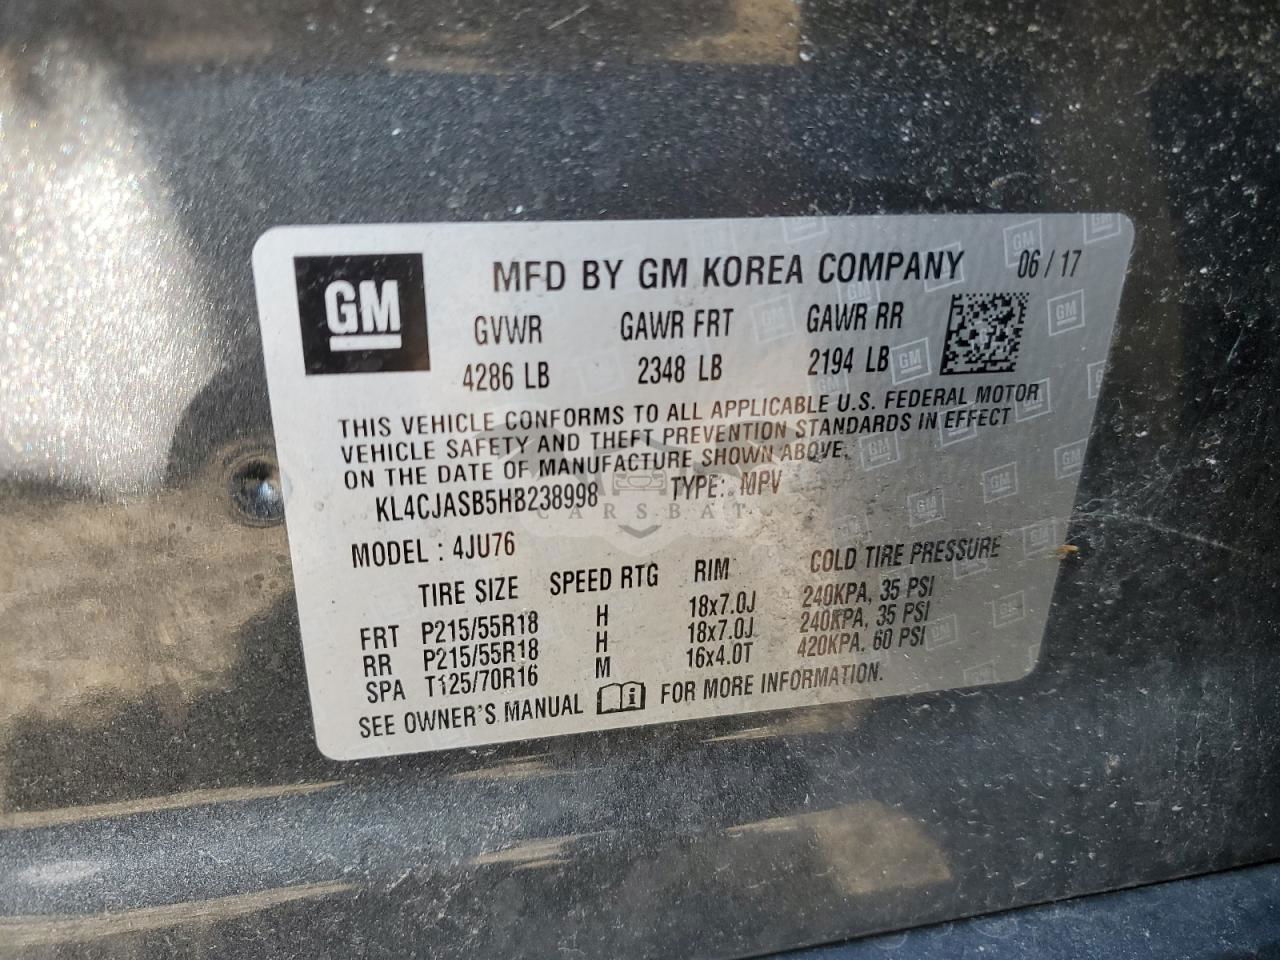 GM MFD BY GM KOREA COMPANY 06/17
GVWR GAWR FRT GAWR RR
4286 LB 2348 LB 2194 LB
THIS VEHICLE CONFORMS TO ALL APPLICABLE U.S. FEDERAL MOTOR
VEHICLE SAFETY AND THEFT PREVENTION STANDARDS IN EFFECT
ON THE DATE OF MANUFACTURE SHOWN ABOVE.
KL4CJASB5HB238998 TYPE: MPV
CARSBAT
MODEL : 4JU76
TIRE SIZE SPEED RTG RIM COLD TIRE PRESSURE
FRT P215/55R18 H 18x7.0J 240KPA, 35 PSI
RR P215/55R18 H 18x7.0J 240KPA, 35 PSI
SPA T125/70R16 M 16x4.0T 420KPA, 60 PSI
SEE OWNER'S MANUAL FOR MORE INFORMATION.